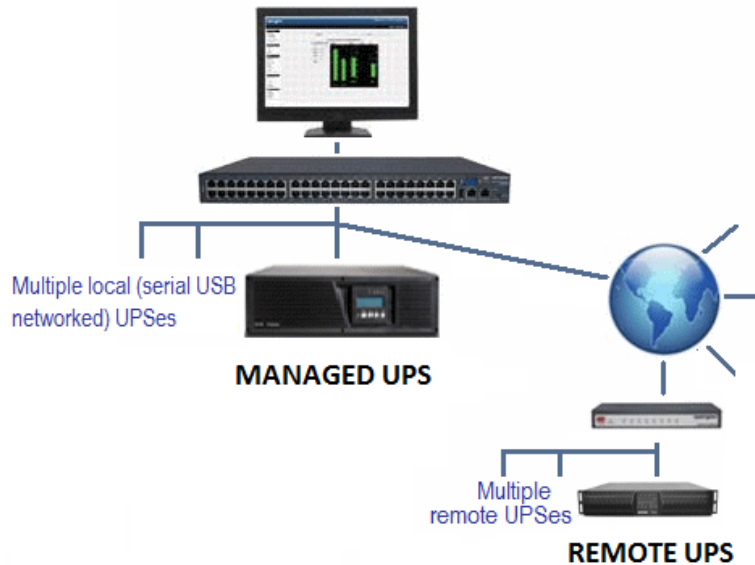 Multiple local (serial USB
networked) UPSes
MANAGED UPS
Multiple
remote UPSes
REMOTE UPS